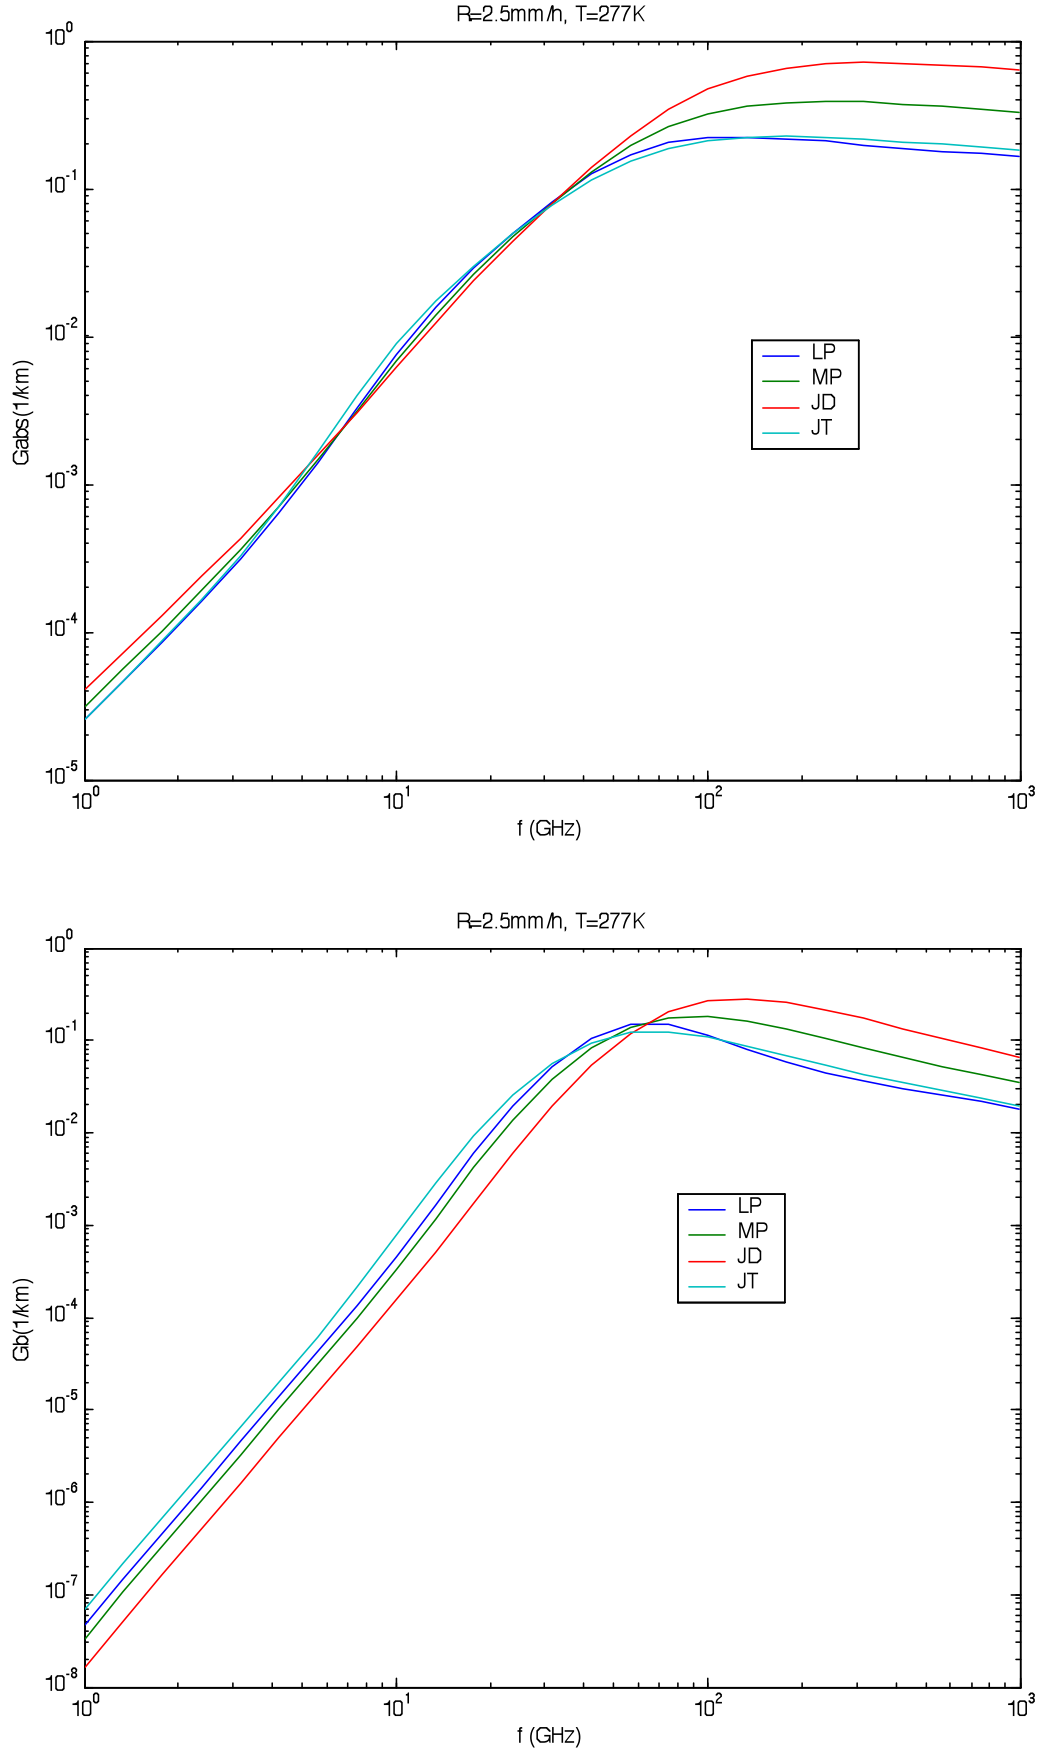 R=2.5mm/h, T=277K
10^0
10^-1
10^-2
10^-3
10^-4
10^-5
Gabs(1/km)
LP
MP
JD
JT
10^0 10^1 10^2 10^3
f (GHz)
R=2.5mm/h, T=277K
10^0
10^-1
10^-2
10^-3
10^-4
10^-5
10^-6
10^-7
10^-8
Gb(1/km)
LP
MP
JD
JT
10^0 10^1 10^2 10^3
f (GHz)